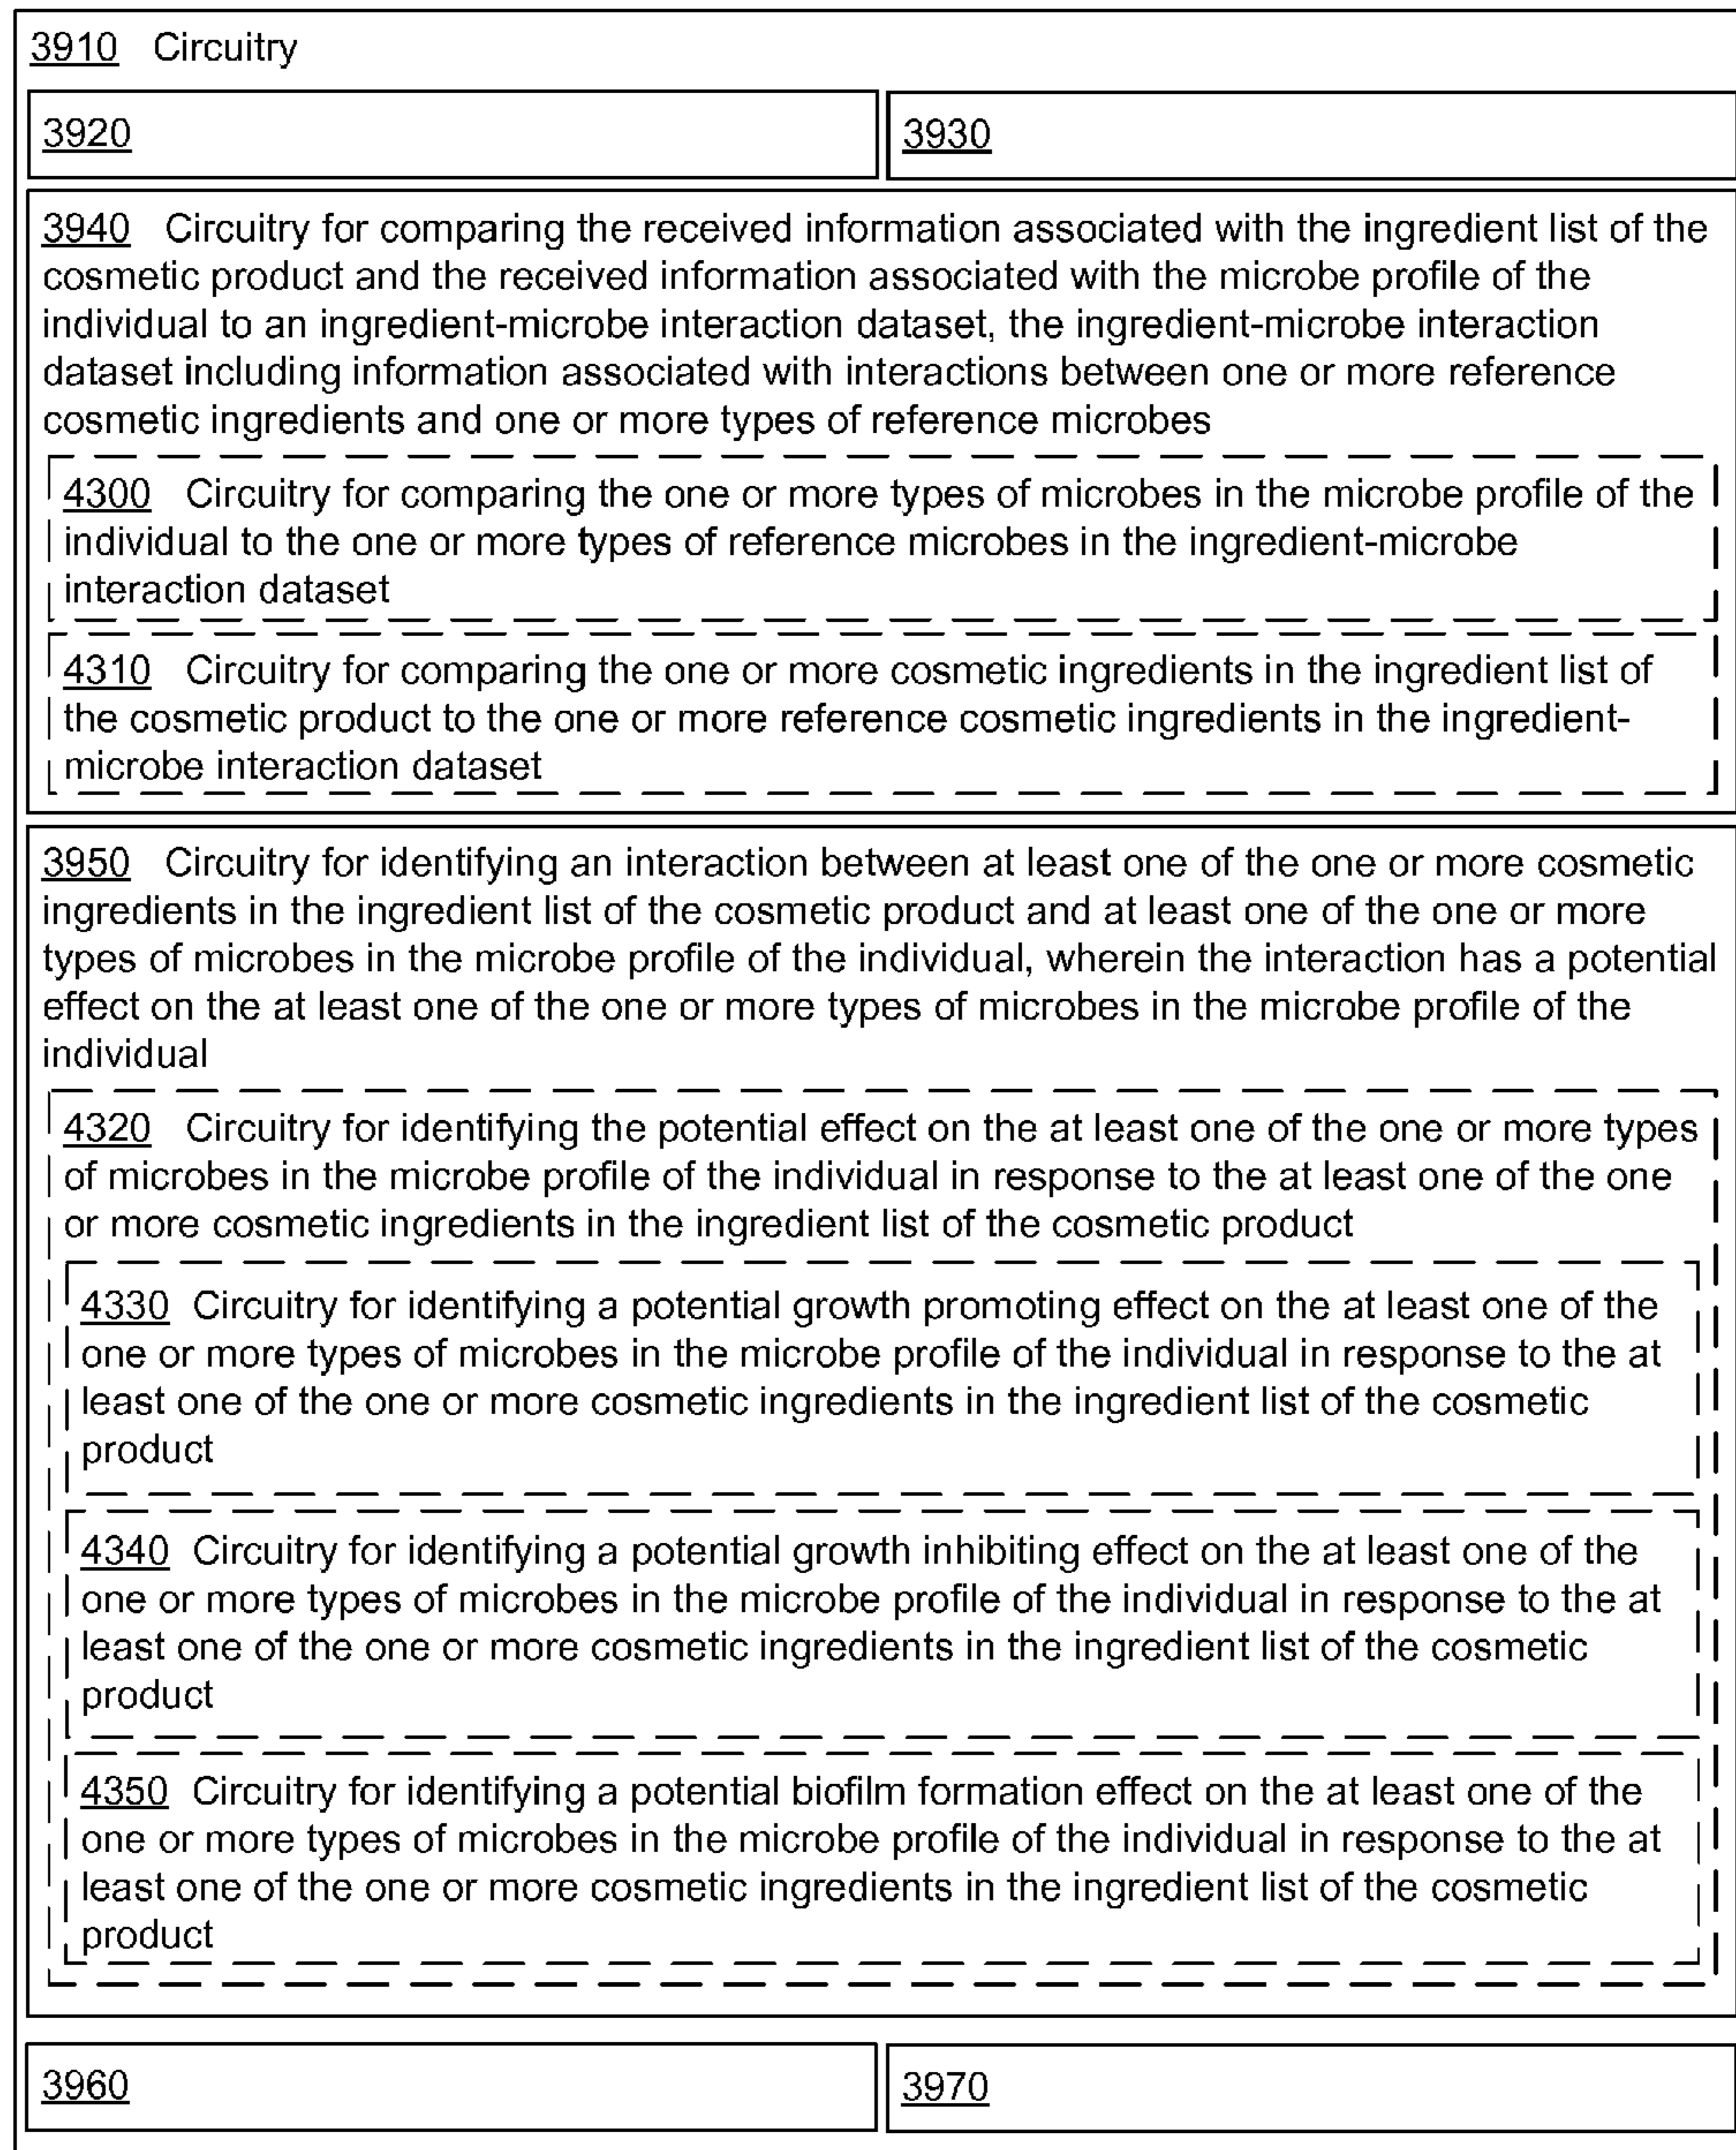 3910 Circuitry
3920
3930
3940 Circuitry for comparing the received information associated with the ingredient list of the
cosmetic product and the received information associated with the microbe profile of the
individual to an ingredient-microbe interaction dataset, the ingredient-microbe interaction
dataset including information associated with interactions between one or more reference
cosmetic ingredients and one or more types of reference microbes
4300 Circuitry for comparing the one or more types of microbes in the microbe profile of the
individual to the one or more types of reference microbes in the ingredient-microbe
interaction dataset
4310 Circuitry for comparing the one or more cosmetic ingredients in the ingredient list of
the cosmetic product to the one or more reference cosmetic ingredients in the ingredient-
microbe interaction dataset
3950 Circuitry for identifying an interaction between at least one of the one or more cosmetic
ingredients in the ingredient list of the cosmetic product and at least one of the one or more
types of microbes in the microbe profile of the individual, wherein the interaction has a potential
effect on the at least one of the one or more types of microbes in the microbe profile of the
individual
4320 Circuitry for identifying the potential effect on the at least one of the one or more types
of microbes in the microbe profile of the individual in response to the at least one of the one
or more cosmetic ingredients in the ingredient list of the cosmetic product
4330 Circuitry for identifying a potential growth promoting effect on the at least one of the
one or more types of microbes in the microbe profile of the individual in response to the at
least one of the one or more cosmetic ingredients in the ingredient list of the cosmetic
product
4340 Circuitry for identifying a potential growth inhibiting effect on the at least one of the
one or more types of microbes in the microbe profile of the individual in response to the at
least one of the one or more cosmetic ingredients in the ingredient list of the cosmetic
product
4350 Circuitry for identifying a potential biofilm formation effect on the at least one of the
one or more types of microbes in the microbe profile of the individual in response to the at
least one of the one or more cosmetic ingredients in the ingredient list of the cosmetic
product
3960
3970